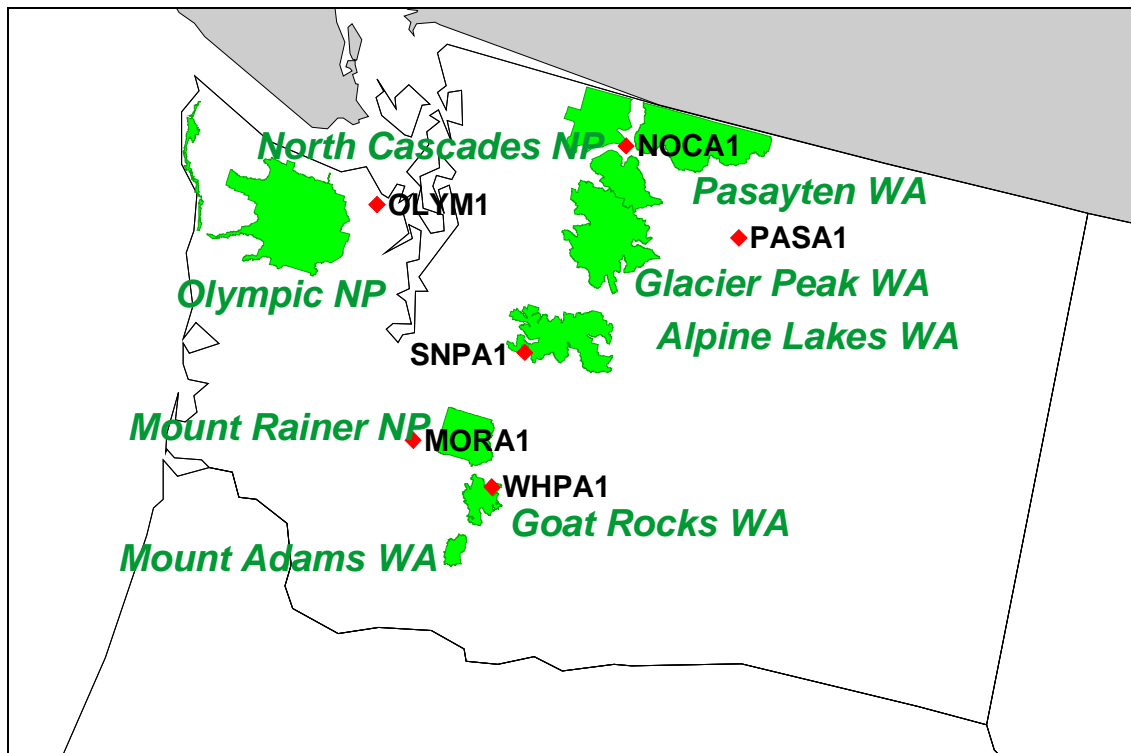 North Cascades NP
NOCA1
Pasayten WA
OLYM1
PASA1
Olympic NP
Glacier Peak WA
Alpine Lakes WA
SNPA1
Mount Rainer NP
MORA1
WHPA1
Goat Rocks WA
Mount Adams WA